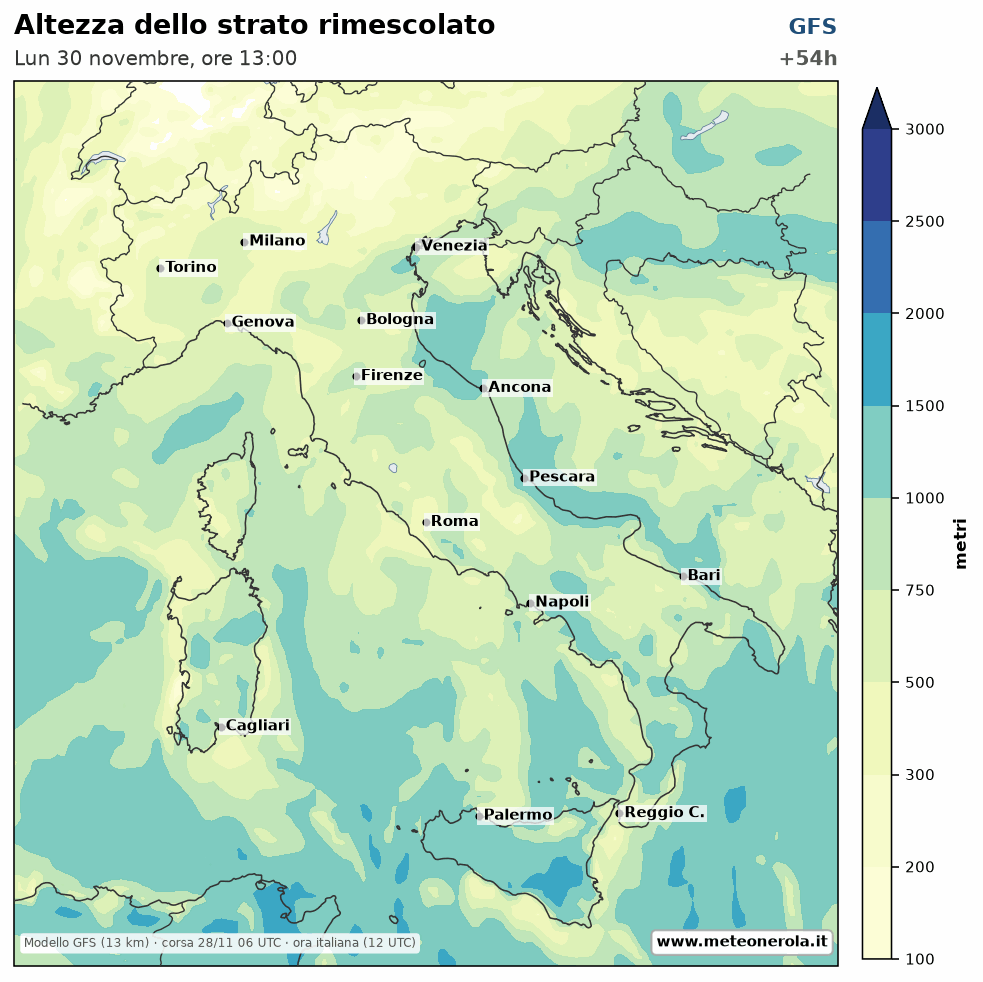 Altezza dello strato rimescolato
GFS
Lun 30 novembre, ore 13:00
+54h
Milano
Venezia
Torino
Genova
Bologna
Firenze
Ancona
Pescara
Roma
Bari
Napoli
Cagliari
Palermo
Reggio C.
3000
2500
2000
1500
1000
750
500
300
200
100
metri
Modello GFS (13 km) · corsa 28/11 06 UTC · ora italiana (12 UTC)
www.meteonerola.it